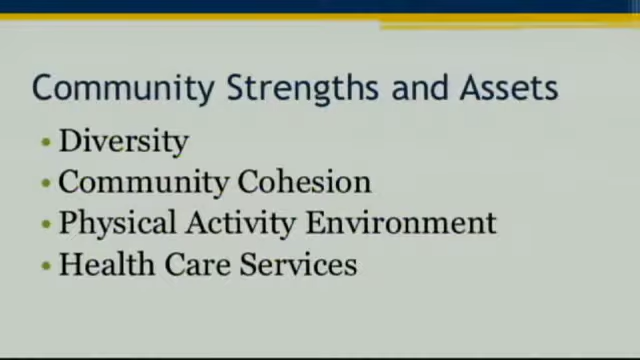 Community Strengths and Assets
• Diversity
• Community Cohesion
• Physical Activity Environment
• Health Care Services